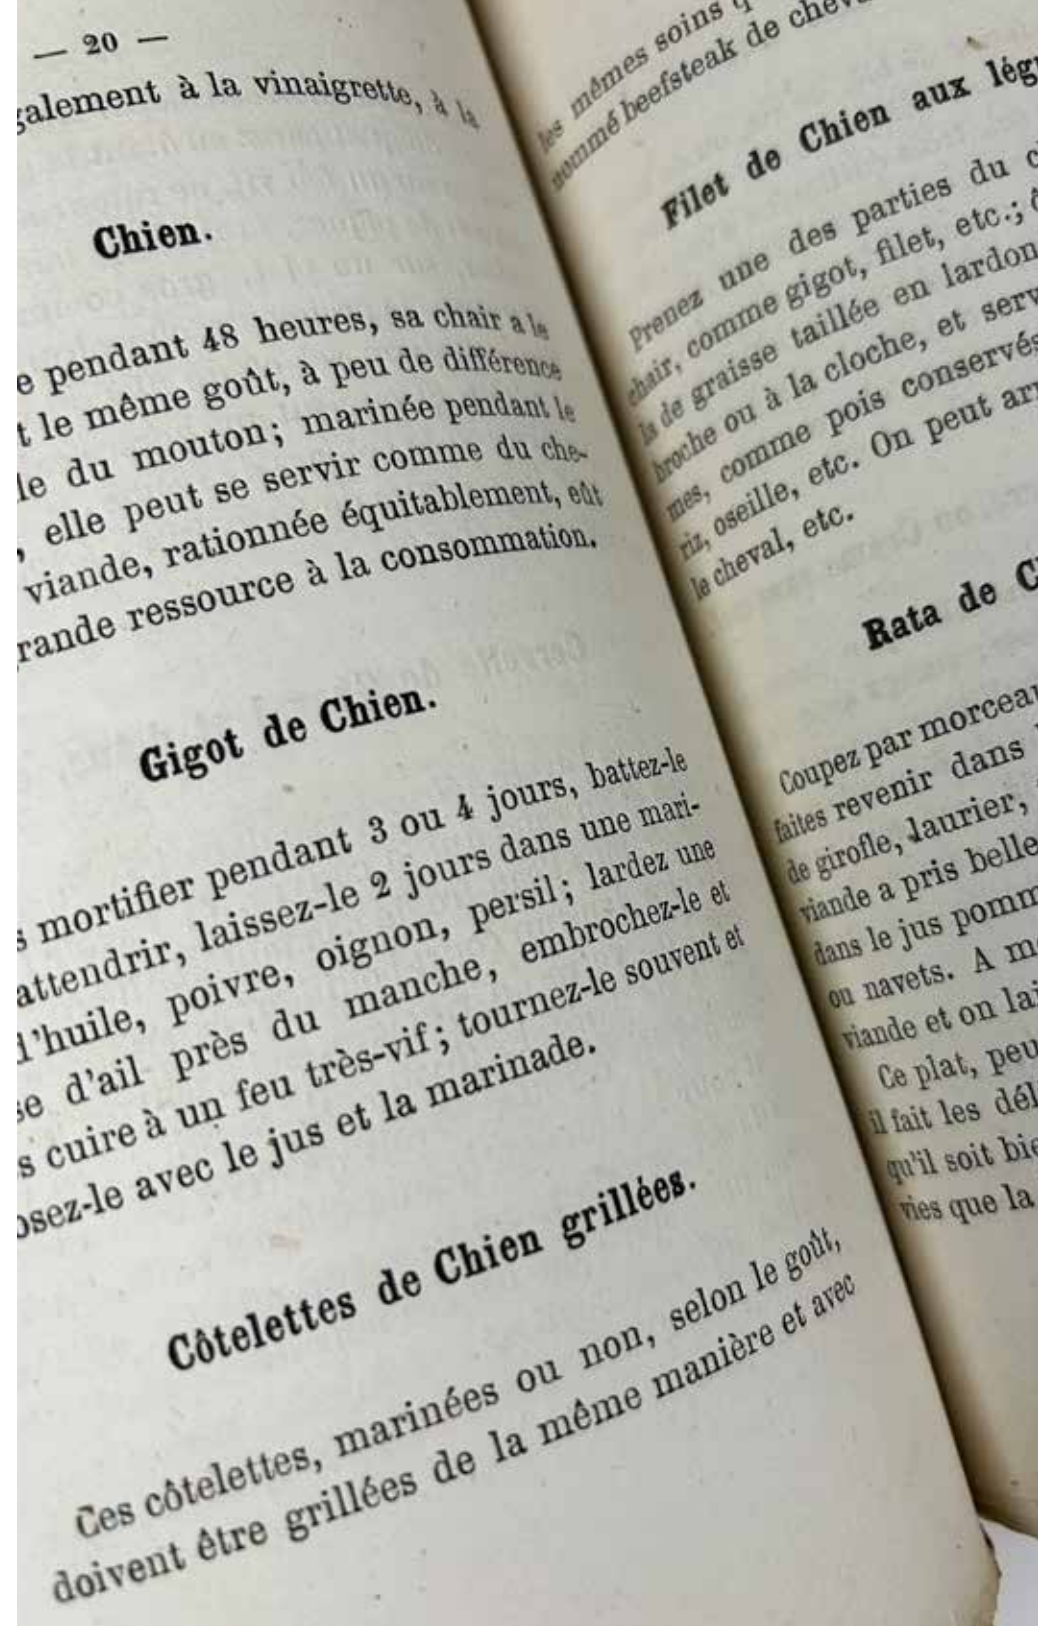 — 20 —
galement à la vinaigrette, à la
Chien.
e pendant 48 heures, sa chair a le
t le même goût, à peu de différence
le du mouton; marinée pendant le
, elle peut se servir comme du che-
viande, rationnée équitablement, eût
rande ressource à la consommation.
Gigot de Chien.
s mortifier pendant 3 ou 4 jours, battez-le
attendrir, laissez-le 2 jours dans une mari-
d'huile, poivre, oignon, persil; lardez une
se d'ail près du manche, embrochez-le et
s cuire à un feu très-vif; tournez-le souvent et
osez-le avec le jus et la marinade.
Côtelettes de Chien grillées.
Ces côtelettes, marinées ou non, selon le goût,
doivent être grillées de la même manière et avec
les mêmes soins q
nommé beefsteak de cheva
Filet de Chien aux légu
Prenez une des parties du c
chair, comme gigot, filet, etc.; ô
la de graisse taillée en lardon
broche ou à la cloche, et serv
mes, comme pois conservés
riz, oseille, etc. On peut arr
le cheval, etc.
Rata de C
Coupez par morceau
faites revenir dans
de girofle, laurier,
viande a pris belle
dans le jus pomm
ou navets. A m
viande et on lai
Ce plat, peu
il fait les dél
qu'il soit bie
vies que la